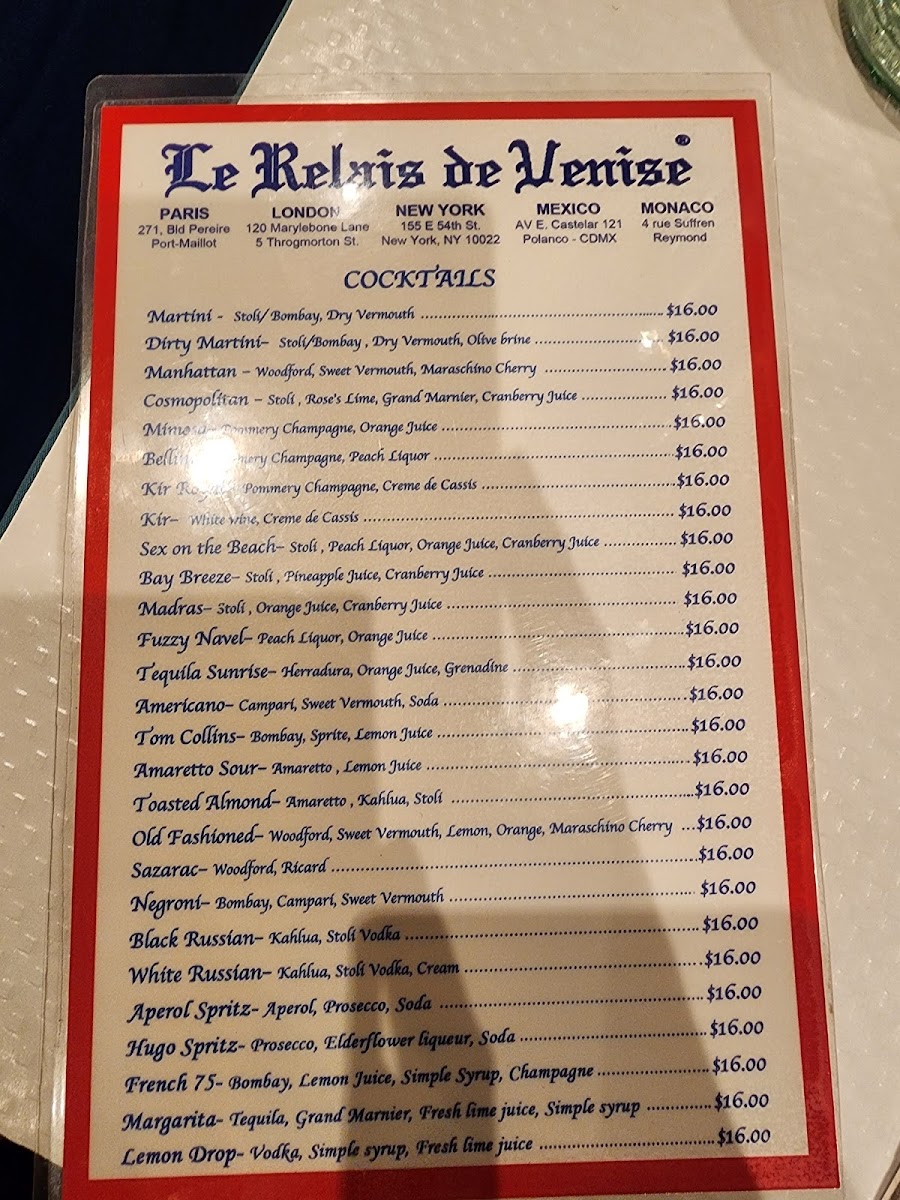 Le Relais de Venise®
PARIS LONDON NEW YORK MEXICO MONACO
271, Bld Pereire 120 Marylebone Lane 155 E 54th St. AV E. Castelar 121 4 rue Suffren
Port-Maillot 5 Throgmorton St. New York, NY 10022 Polanco - CDMX Reymond
COCKTAILS
Martini - Stoli/ Bombay, Dry Vermouth $16.00
Dirty Martini- Stoli/Bombay , Dry Vermouth, Olive brine $16.00
Manhattan - Woodford, Sweet Vermouth, Maraschino Cherry $16.00
Cosmopolitan - Stoli , Rose's Lime, Grand Marnier, Cranberry Juice $16.00
Mimosa- Pommery Champagne, Orange Juice $16.00
Champagne, Peach Liquor $16.00
Kir Royal- Pommery Champagne, Creme de Cassis $16.00
Kir- White wine, Creme de Cassis $16.00
Sex on the Beach- Stoli , Peach Liquor, Orange Juice, Cranberry Juice $16.00
Bay Breeze- Stoli , Pineapple Juice, Cranberry Juice $16.00
Madras- Stoli , Orange Juice, Cranberry Juice $16.00
Fuzzy Navel- Peach Liquor, Orange Juice $16.00
Tequila Sunrise- Herradura, Orange Juice, Grenadine $16.00
Americano- Campari, Sweet Vermouth, Soda $16.00
Tom Collins- Bombay, Sprite, Lemon Juice $16.00
Amaretto Sour- Amaretto , Lemon Juice $16.00
Toasted Almond- Amaretto , Kahlua, Stoli $16.00
Old Fashioned- Woodford, Sweet Vermouth, Lemon, Orange, Maraschino Cherry $16.00
Sazarac- Woodford, Ricard $16.00
Negroni- Bombay, Campari, Sweet Vermouth $16.00
Black Russian- Kahlua, Stoli Vodka $16.00
White Russian- Kahlua, Stoli Vodka, Cream $16.00
Aperol Spritz- Aperol, Prosecco, Soda $16.00
Hugo Spritz- Prosecco, Elderflower liqueur, Soda $16.00
French 75- Bombay, Lemon Juice, Simple Syrup, Champagne $16.00
Margarita- Tequila, Grand Marnier, Fresh lime juice, Simple syrup $16.00
Lemon Drop- Vodka, Simple syrup, Fresh lime juice $16.00